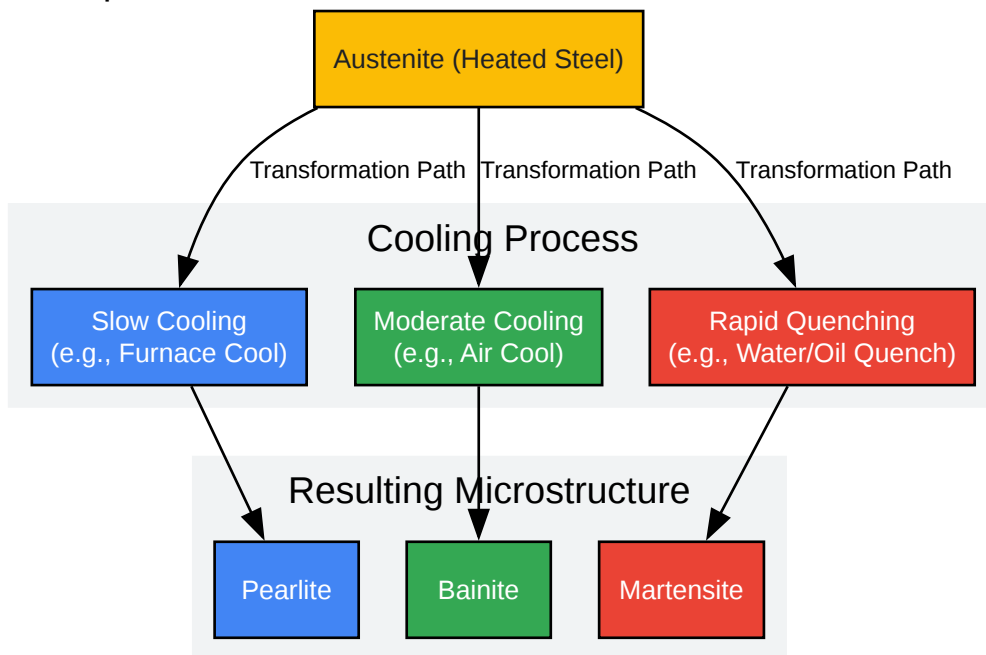 Austenite (Heated Steel)
Transformation Path
Transformation Path
Transformation Path
Cooling Process
Slow Cooling
(e.g., Furnace Cool)
Moderate Cooling
(e.g., Air Cool)
Rapid Quenching
(e.g., Water/Oil Quench)
Resulting Microstructure
Pearlite
Bainite
Martensite